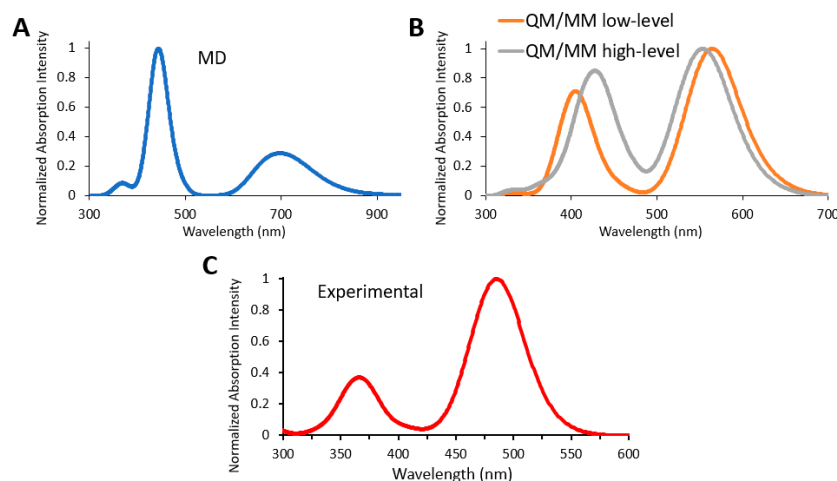 A
MD
Normalized Absorption Intensity
1
0.8
0.6
0.4
0.2
0
300 500 700 900
Wavelength (nm)
B
QM/MM low-level
QM/MM high-level
Normalized Absorption Intensity
1
0.8
0.6
0.4
0.2
0
300 400 500 600 700
Wavelength (nm)
C
Experimental
Normalized Absorption Intensity
1
0.8
0.6
0.4
0.2
0
300 350 400 450 500 550 600
Wavelength (nm)